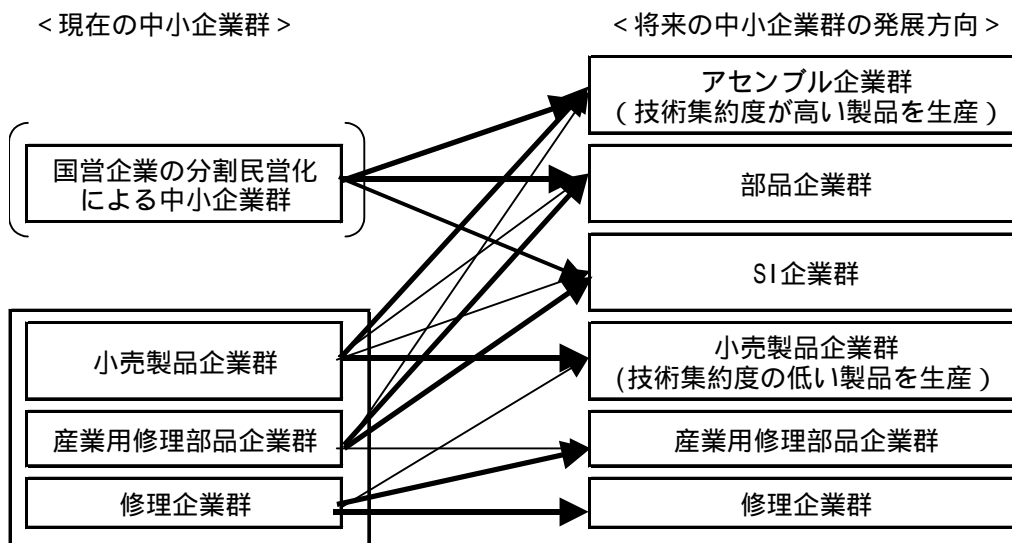 <現在の中小企業群>
国営企業の分割民営化
による中小企業群
小売製品企業群
産業用修理部品企業群
修理企業群
<将来の中小企業群の発展方向>
アセンブル企業群
(技術集約度が高い製品を生産)
部品企業群
SI企業群
小売製品企業群
(技術集約度の低い製品を生産)
産業用修理部品企業群
修理企業群